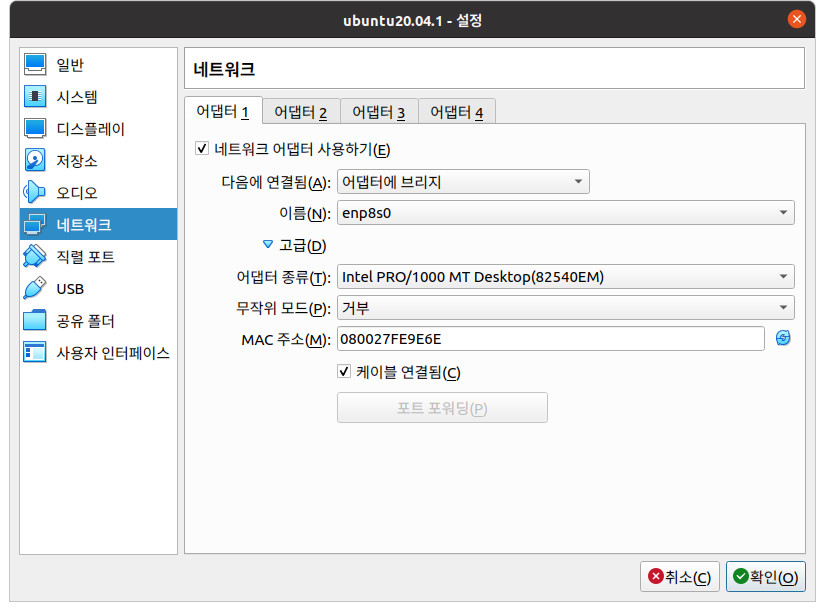 ubuntu20.04.1 - 설정
일반
시스템
디스플레이
저장소
오디오
네트워크
직렬 포트
USB
공유 폴더
사용자 인터페이스
네트워크
어댑터 1 어댑터 2 어댑터 3 어댑터 4
네트워크 어댑터 사용하기(E)
다음에 연결됨(A): 어댑터에 브리지
이름(N): enp8s0
고급(D)
어댑터 종류(T): Intel PRO/1000 MT Desktop(82540EM)
무작위 모드(P): 거부
MAC 주소(M): 080027FE9E6E
케이블 연결됨(C)
포트 포워딩(P)
취소(C) 확인(O)